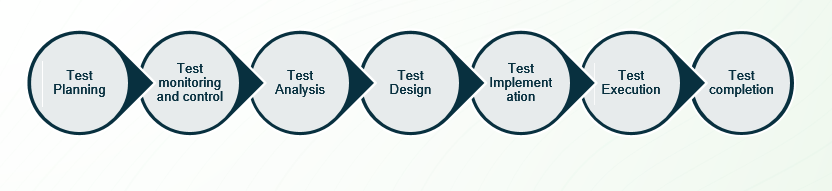 Test
Planning
Test
monitoring
and control
Test
Analysis
Test
Design
Test
Implement
ation
Test
Execution
Test
completion